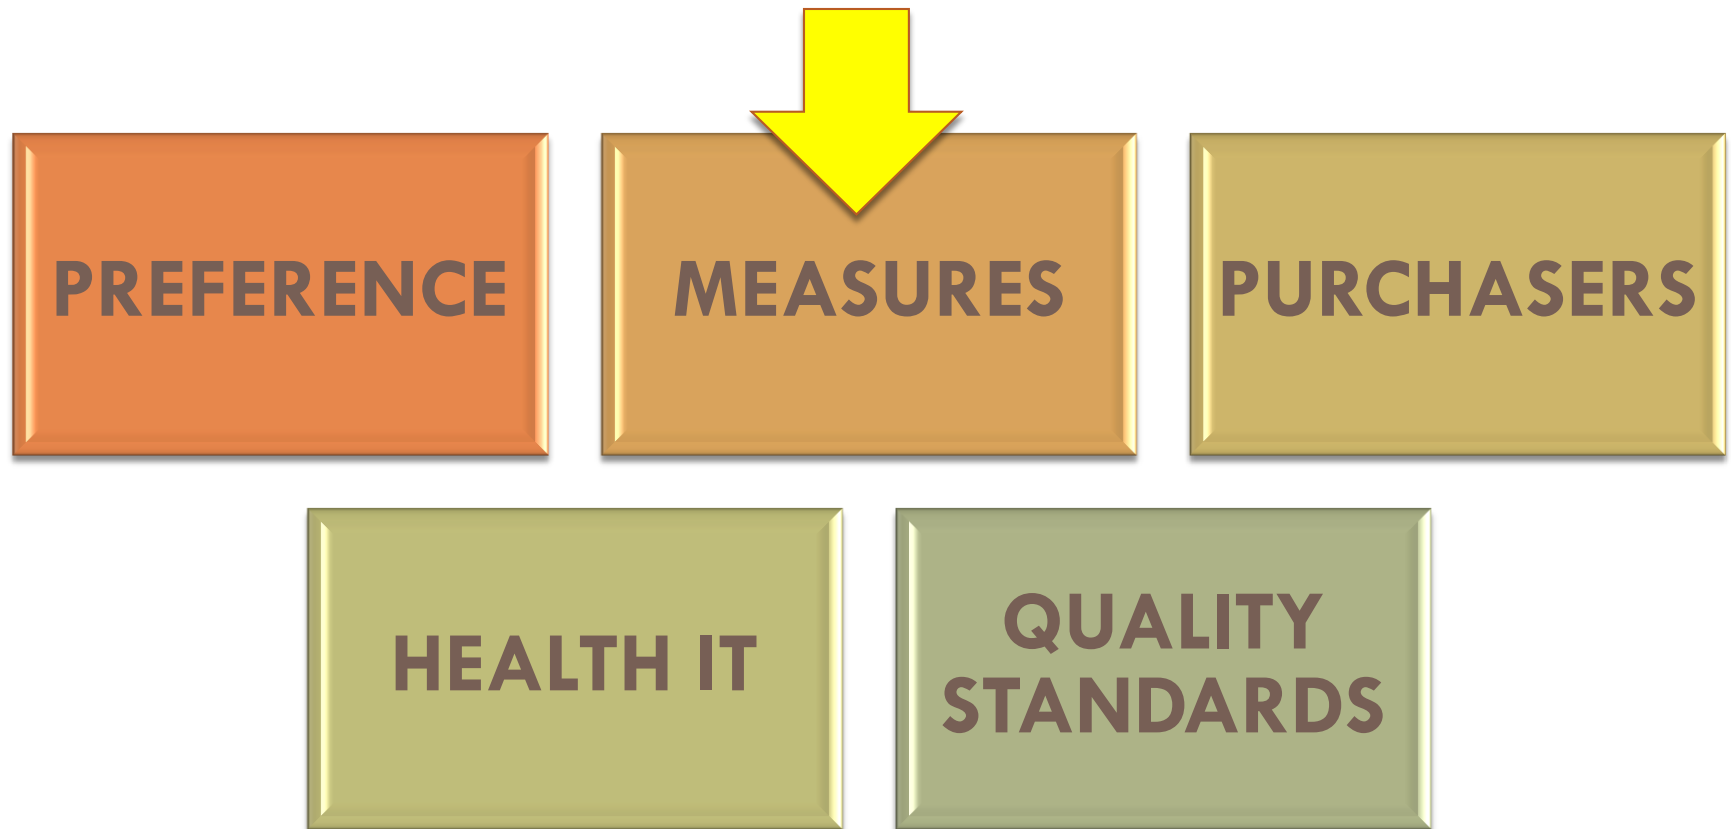 PREFERENCE
MEASURES
PURCHASERS
HEALTH IT
QUALITY
STANDARDS